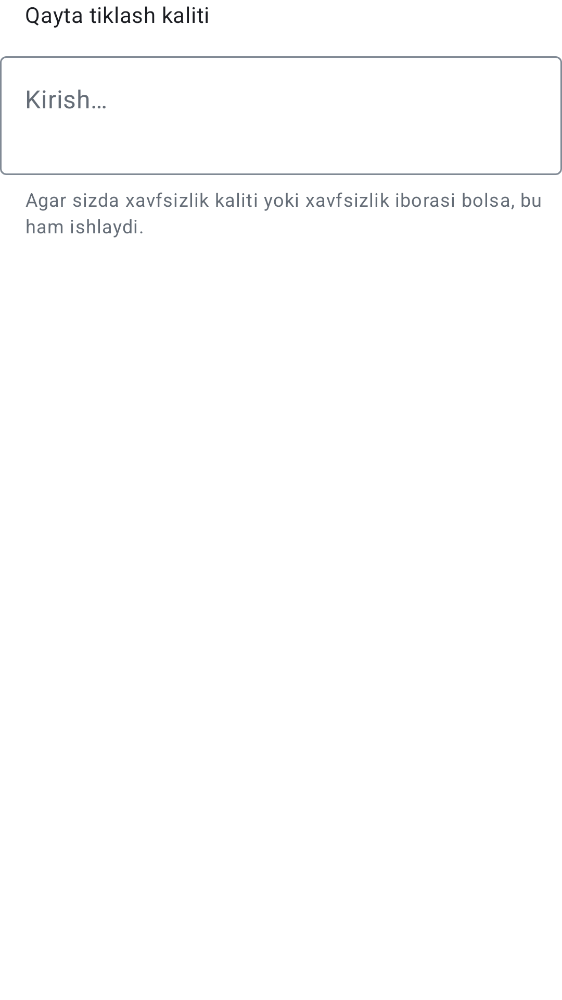 Qayta tiklash kaliti
Kirish…
Agar sizda xavfsizlik kaliti yoki xavfsizlik iborasi bolsa, bu
ham ishlaydi.